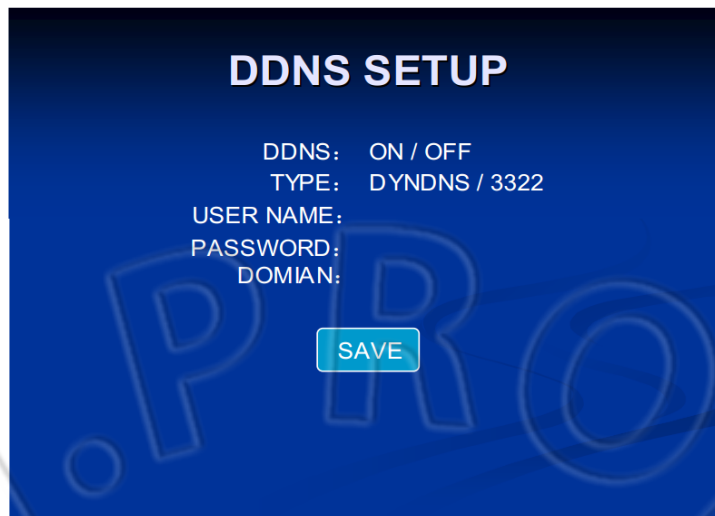 DDNS SETUP
DDNS： ON / OFF
TYPE： DYNDNS / 3322
USER NAME：
PASSWORD：
DOMIAN：
SAVE
.PRO